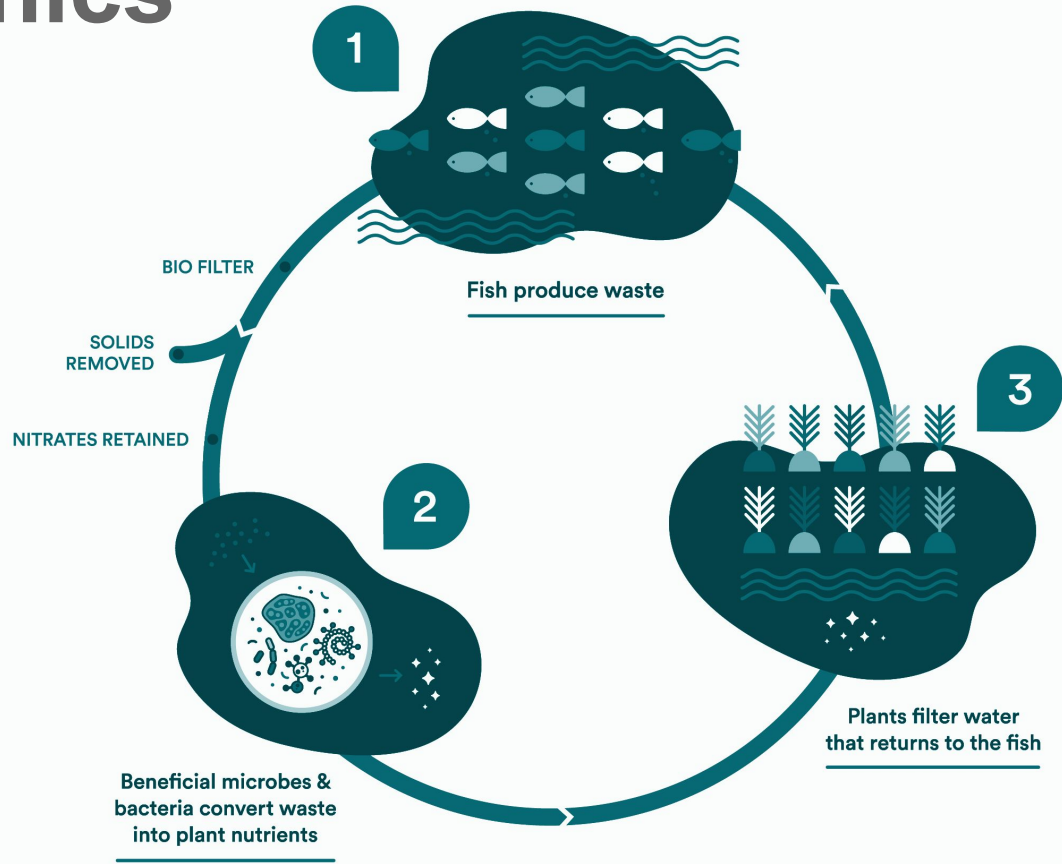 1
Fish produce waste
BIO FILTER
SOLIDS
REMOVED
NITRATES RETAINED
2
Beneficial microbes &
bacteria convert waste
into plant nutrients
3
Plants filter water
that returns to the fish